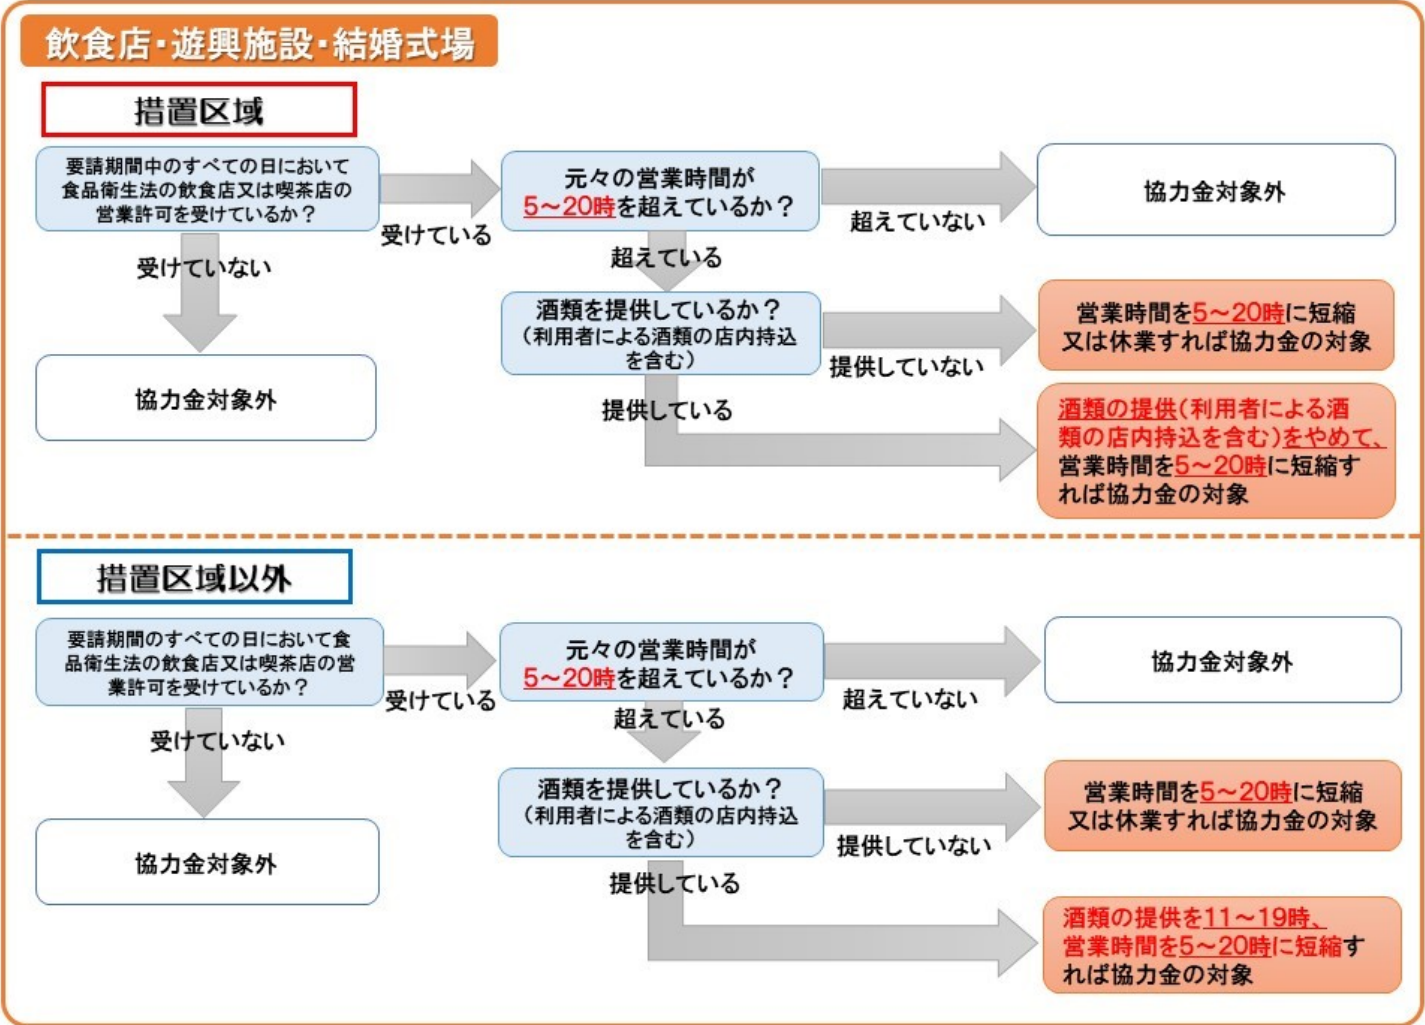 飲食店・遊興施設・結婚式場
措置区域
要請期間中のすべての日において
食品衛生法の飲食店又は喫茶店の
営業許可を受けているか？
受けている
受けていない
協力金対象外
元々の営業時間が
5～20時を超えているか？
超えていない
協力金対象外
超えている
酒類を提供しているか？
（利用者による酒類の店内持込
を含む）
提供していない
営業時間を5～20時に短縮
又は休業すれば協力金の対象
提供している
酒類の提供（利用者による酒
類の店内持込を含む）をやめて、
営業時間を5～20時に短縮す
れば協力金の対象
措置区域以外
要請期間のすべての日において食
品衛生法の飲食店又は喫茶店の営
業許可を受けているか？
受けている
受けていない
協力金対象外
元々の営業時間が
5～20時を超えているか？
超えていない
協力金対象外
超えている
酒類を提供しているか？
（利用者による酒類の店内持込
を含む）
提供していない
営業時間を5～20時に短縮
又は休業すれば協力金の対象
提供している
酒類の提供を11～19時、
営業時間を5～20時に短縮す
れば協力金の対象